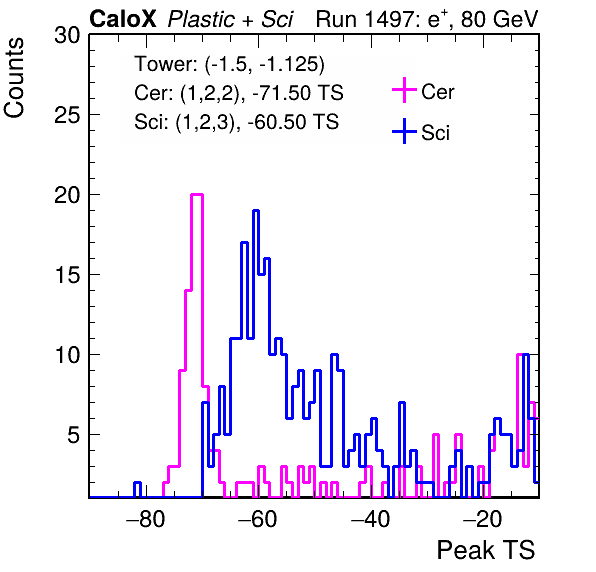 CaloX Plastic + Sci Run 1497: e+, 80 GeV
Counts
30
25
20
15
10
5
Tower: (-1.5, -1.125)
Cer: (1,2,2), -71.50 TS
Sci: (1,2,3), -60.50 TS
Cer
Sci
−80 −60 −40 −20
Peak TS